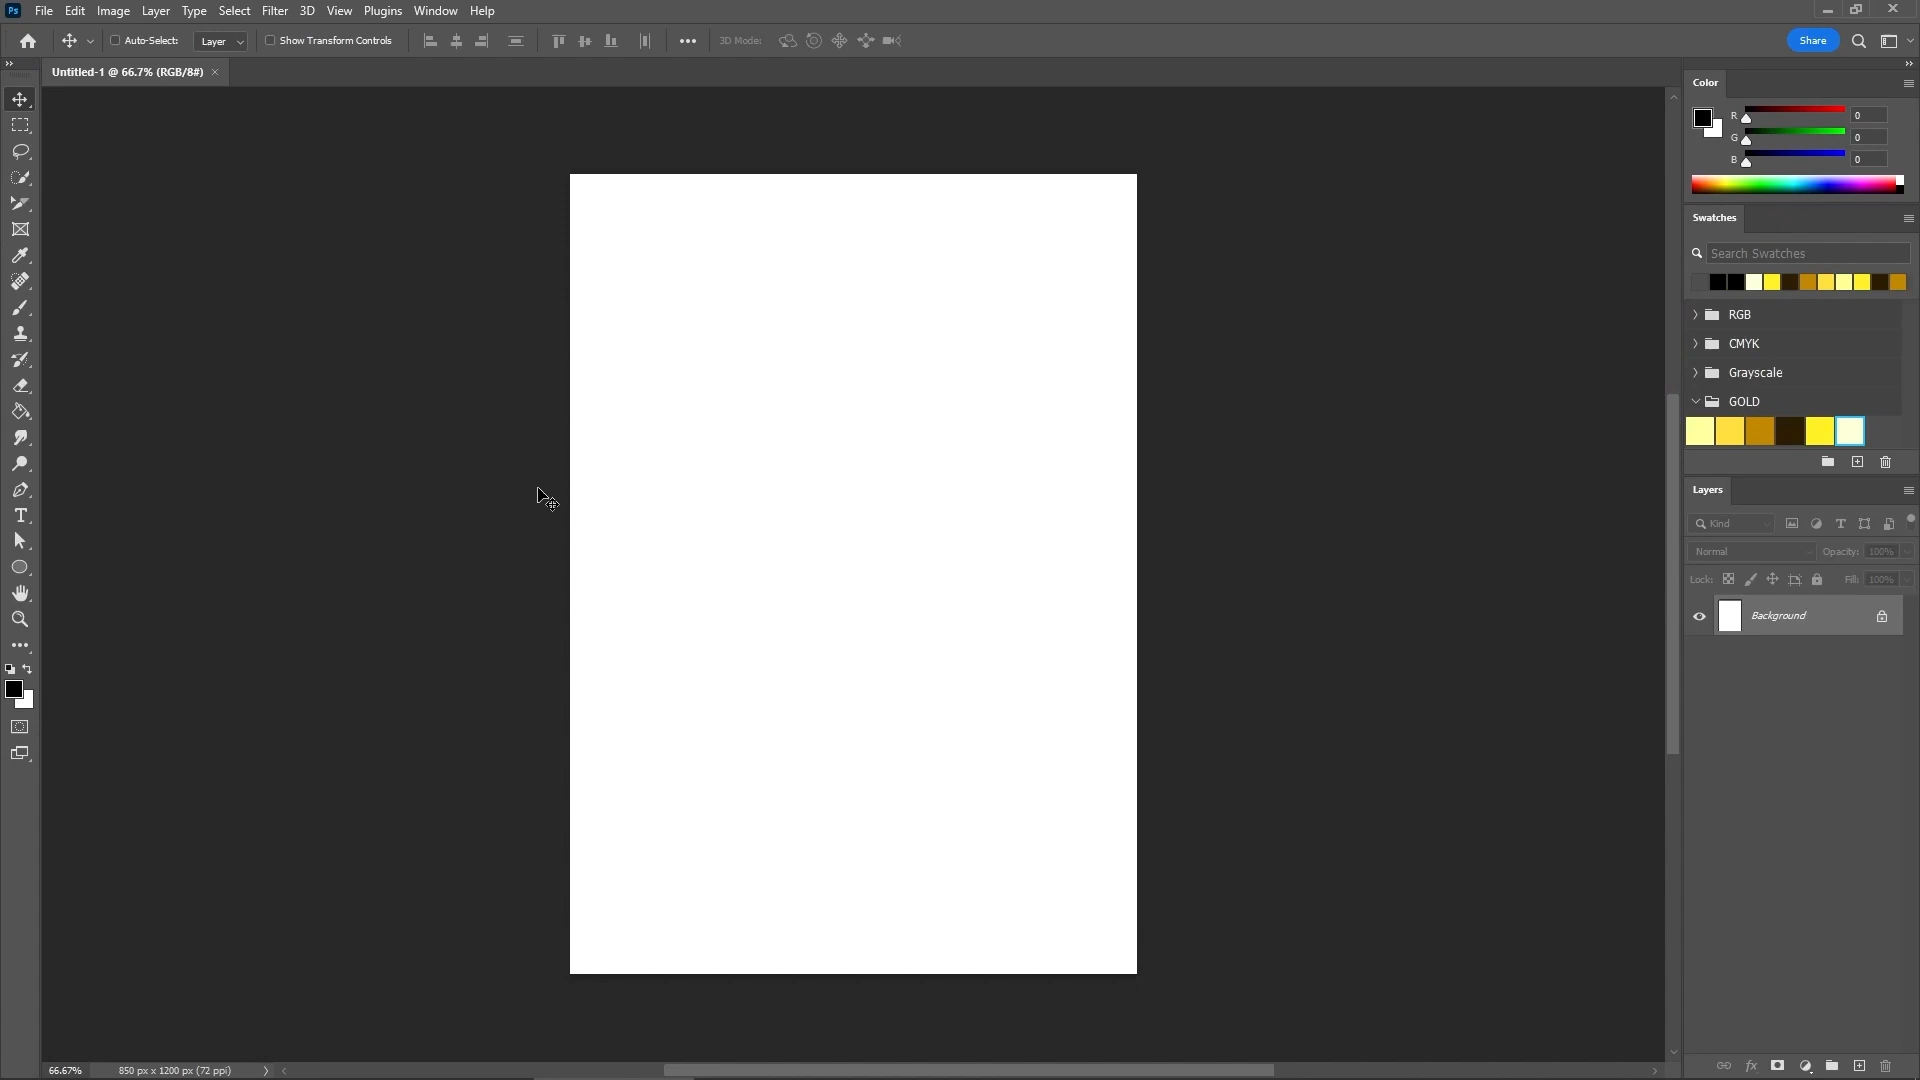 Ps File Edit Image Layer Type Select Filter 3D View Plugins Window Help
Auto-Select: Layer Show Transform Controls 3D Mode: Share
Untitled-1 @ 66.7% (RGB/8#)
Color
R 0
G 0
B 0
Swatches
Search Swatches
RGB
CMYK
Grayscale
GOLD
Layers
Kind
Normal Opacity: 100%
Lock: Fill: 100%
Background
66.67% 850 px x 1200 px (72 ppi)